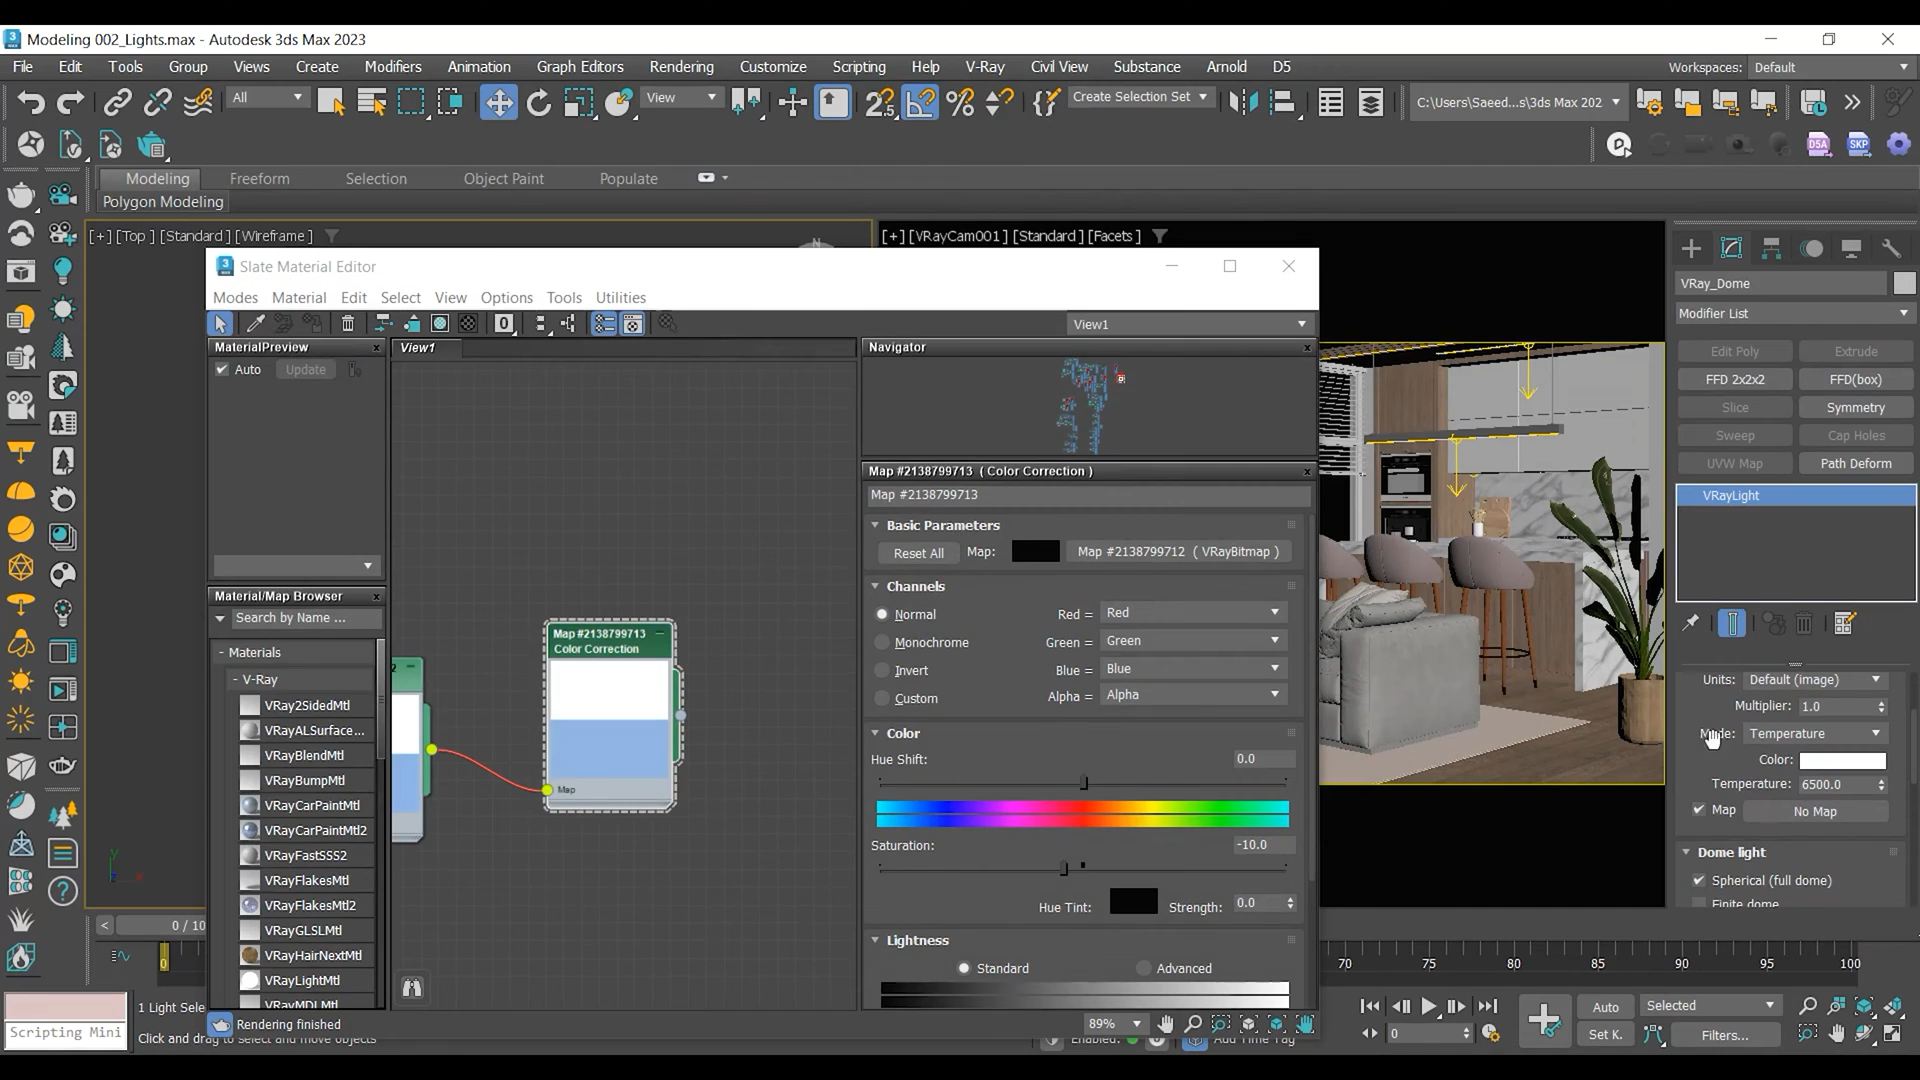 Modeling 002_Lights.max - Autodesk 3ds Max 2023
File Edit Tools Group Views Create Modifiers Animation Graph Editors Rendering Customize Scripting Help V-Ray Civil View Substance Arnold D5
Workspaces: Default
All
View
Create Selection Set
C:\Users\Saeed...s\3ds Max 202
D5A
SKP
Modeling Freeform Selection Object Paint Populate
Polygon Modeling
[+] [Top ] [Standard ] [Wireframe ]
[+] [VRayCam001 ] [Standard ] [Facets ]
Slate Material Editor
Modes Material Edit Select View Options Tools Utilities
View1
MaterialPreview
Auto Update
Material/Map Browser
Search by Name ...
- Materials
- V-Ray
VRay2SidedMtl
VRayALSurface...
VRayBlendMtl
VRayBumpMtl
VRayCarPaintMtl
VRayCarPaintMtl2
VRayFastSSS2
VRayFlakesMtl
VRayFlakesMtl2
VRayGLSLMtl
VRayHairNextMtl
VRayLightMtl
VRayMDLMtl
View1
Map #2138799713
Color Correction
Map
Navigator
Map #2138799713 ( Color Correction )
Map #2138799713
Basic Parameters
Reset All Map: Map #2138799712 ( VRayBitmap )
Channels
Normal Red = Red
Monochrome Green = Green
Invert Blue = Blue
Custom Alpha = Alpha
Color
Hue Shift: 0.0
Saturation: -10.0
Hue Tint: Strength: 0.0
Lightness
Standard Advanced
Rendering finished
89%
VRay_Dome
Modifier List
Edit Poly Extrude
FFD 2x2x2 FFD(box)
Slice Symmetry
Sweep Cap Holes
UVW Map Path Deform
VRayLight
Units: Default (image)
Multiplier: 1.0
Mode: Temperature
Color:
Temperature: 6500.0
Map No Map
Dome light
Spherical (full dome)
Finite dome
0 / 10
0
70 75 80 85 90 95 100
1 Light Sele
Click and drag to select and move objects
Scripting Mini
Enabled:
Add Time Tag
0
Auto Selected
Set K. Filters...